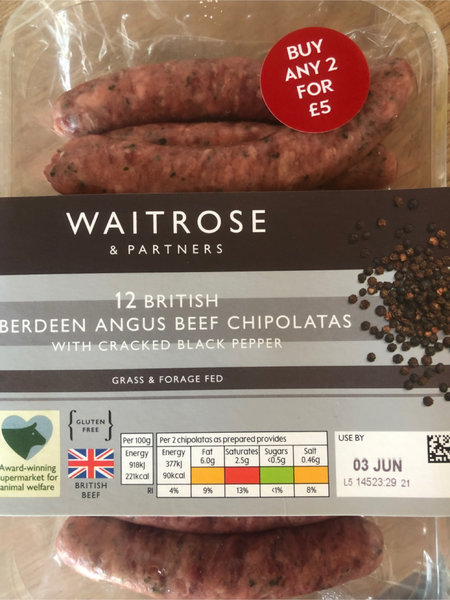 BUY
ANY 2
FOR
£5
WAITROSE
& PARTNERS
12 BRITISH
BERDEEN ANGUS BEEF CHIPOLATAS
WITH CRACKED BLACK PEPPER
GRASS & FORAGE FED
GLUTEN
FREE
BRITISH
BEEF
Award-winning
upermarket for
animal welfare
Per 100g
Energy
918kJ
221kcal
Per 2 chipolatas as prepared provides
Energy Fat Saturates Sugars Salt
377kJ 6.0g 2.5g <0.5g 0.46g
90kcal
RI 4% 9% 13% <1% 8%
USE BY
03 JUN
L5 14523:29 21